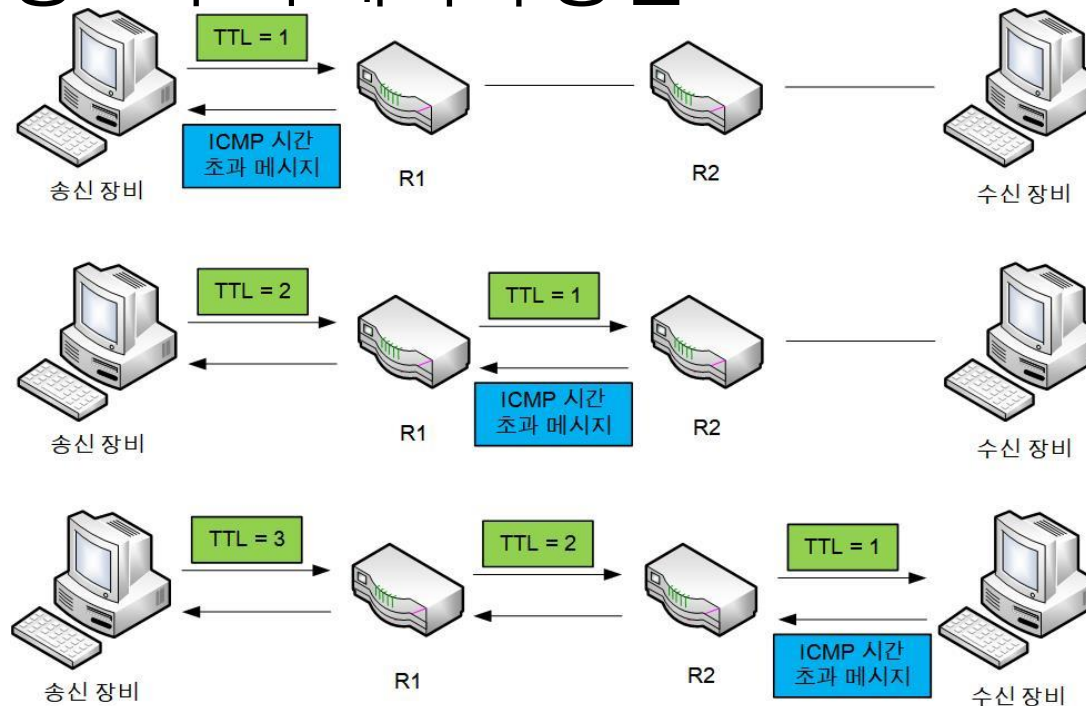 TTL = 1
ICMP 시간
초과 메시지
송신 장비
R1
R2
수신 장비
TTL = 2
TTL = 1
ICMP 시간
초과 메시지
송신 장비
R1
R2
수신 장비
TTL = 3
TTL = 2
TTL = 1
ICMP 시간
초과 메시지
송신 장비
R1
R2
수신 장비